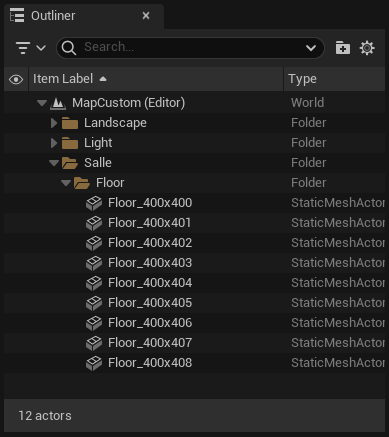 Outliner
Search...
Item Label Type
MapCustom (Editor) World
Landscape Folder
Light Folder
Salle Folder
Floor Folder
Floor_400x400 StaticMeshActor
Floor_400x401 StaticMeshActor
Floor_400x402 StaticMeshActor
Floor_400x403 StaticMeshActor
Floor_400x404 StaticMeshActor
Floor_400x405 StaticMeshActor
Floor_400x406 StaticMeshActor
Floor_400x407 StaticMeshActor
Floor_400x408 StaticMeshActor
12 actors